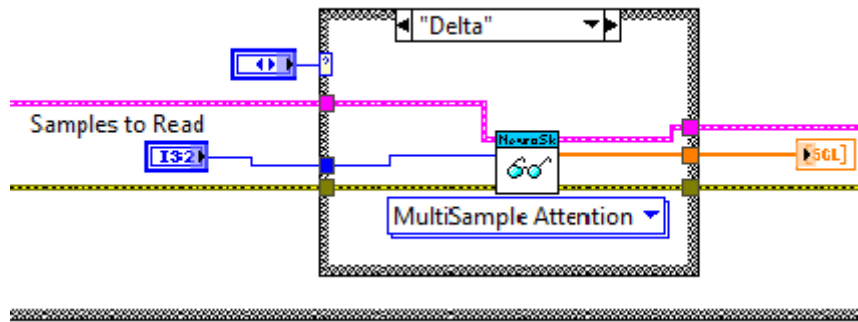 "Delta"
Samples to Read
I32
NeuroSk
SGL]
MultiSample Attention